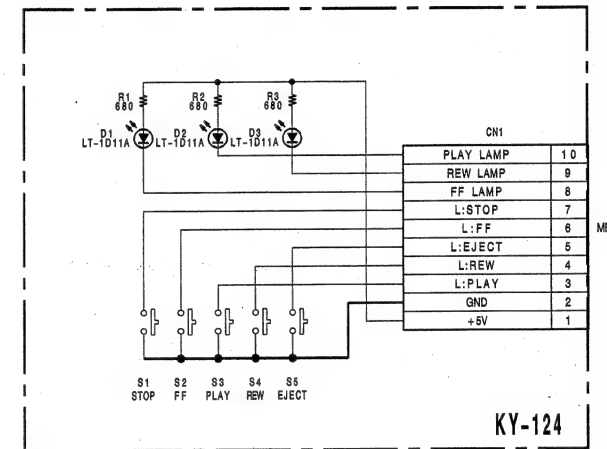 R1
680
R2
680
R3
680
D1
LT-1D11A
D2
LT-1D11A
D3
LT-1D11A
CN1
PLAY LAMP 10
REW LAMP 9
FF LAMP 8
L:STOP 7
L:FF 6
L:EJECT 5
L:REW 4
L:PLAY 3
GND 2
+5V 1
S1
STOP
S2
FF
S3
PLAY
S4
REW
S5
EJECT
KY-124